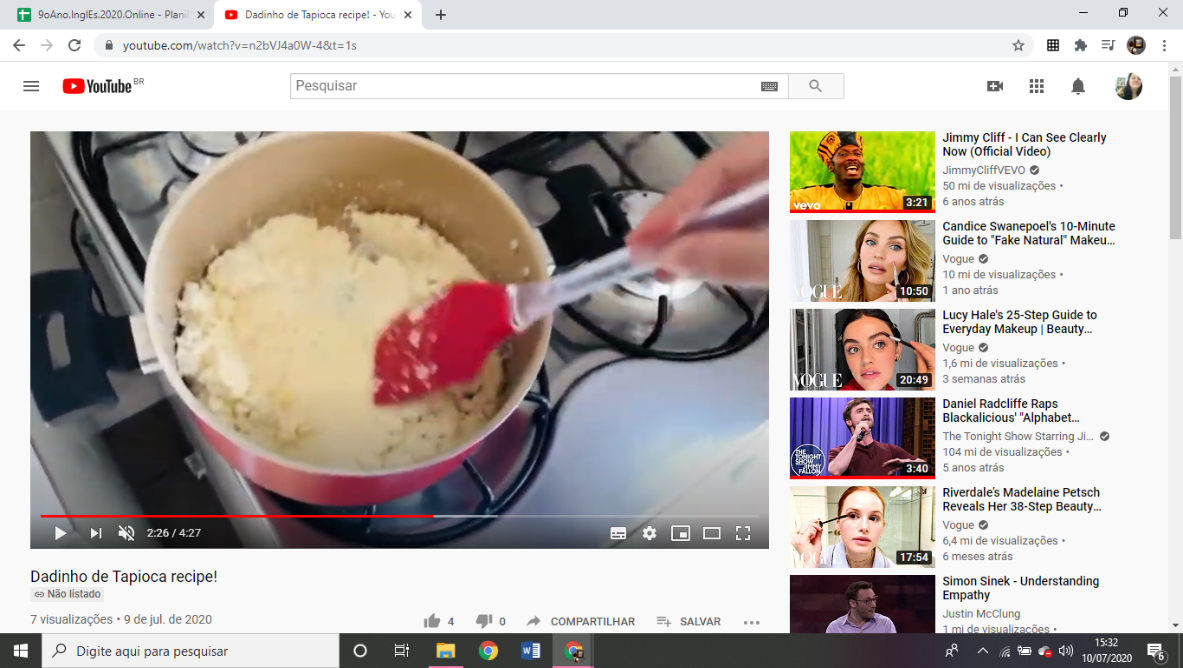 9oAno.InglEs.2020.Online - Plani
Dadinho de Tapioca recipe! - You
youtube.com/watch?v=n2bVJ4a0W-4&t=1s
YouTube BR
Pesquisar
Jimmy Cliff - I Can See Clearly
Now (Official Video)
JimmyCliffVEVO
50 mi de visualizações •
6 anos atrás
vevo
3:21
Candice Swanepoel's 10-Minute
Guide to "Fake Natural" Makeu...
Vogue
10 mi de visualizações •
1 ano atrás
VOGUE
10:50
Lucy Hale's 25-Step Guide to
Everyday Makeup | Beauty...
Vogue
1,6 mi de visualizações •
3 semanas atrás
VOGUE
20:49
Daniel Radcliffe Raps
Blackalicious' "Alphabet...
The Tonight Show Starring Ji...
104 mi de visualizações •
5 anos atrás
THE
TONIGHT
SHOW
JIMMY
FALLON
3:40
Riverdale's Madelaine Petsch
Reveals Her 38-Step Beauty...
Vogue
6,4 mi de visualizações •
6 meses atrás
17:54
Simon Sinek - Understanding
Empathy
Justin McClung
1 mi de visualizações •
2:26 / 4:27
Dadinho de Tapioca recipe!
Não listado
7 visualizações • 9 de jul. de 2020
4 0 COMPARTILHAR SALVAR
Digite aqui para pesquisar
15:32
10/07/2020
6